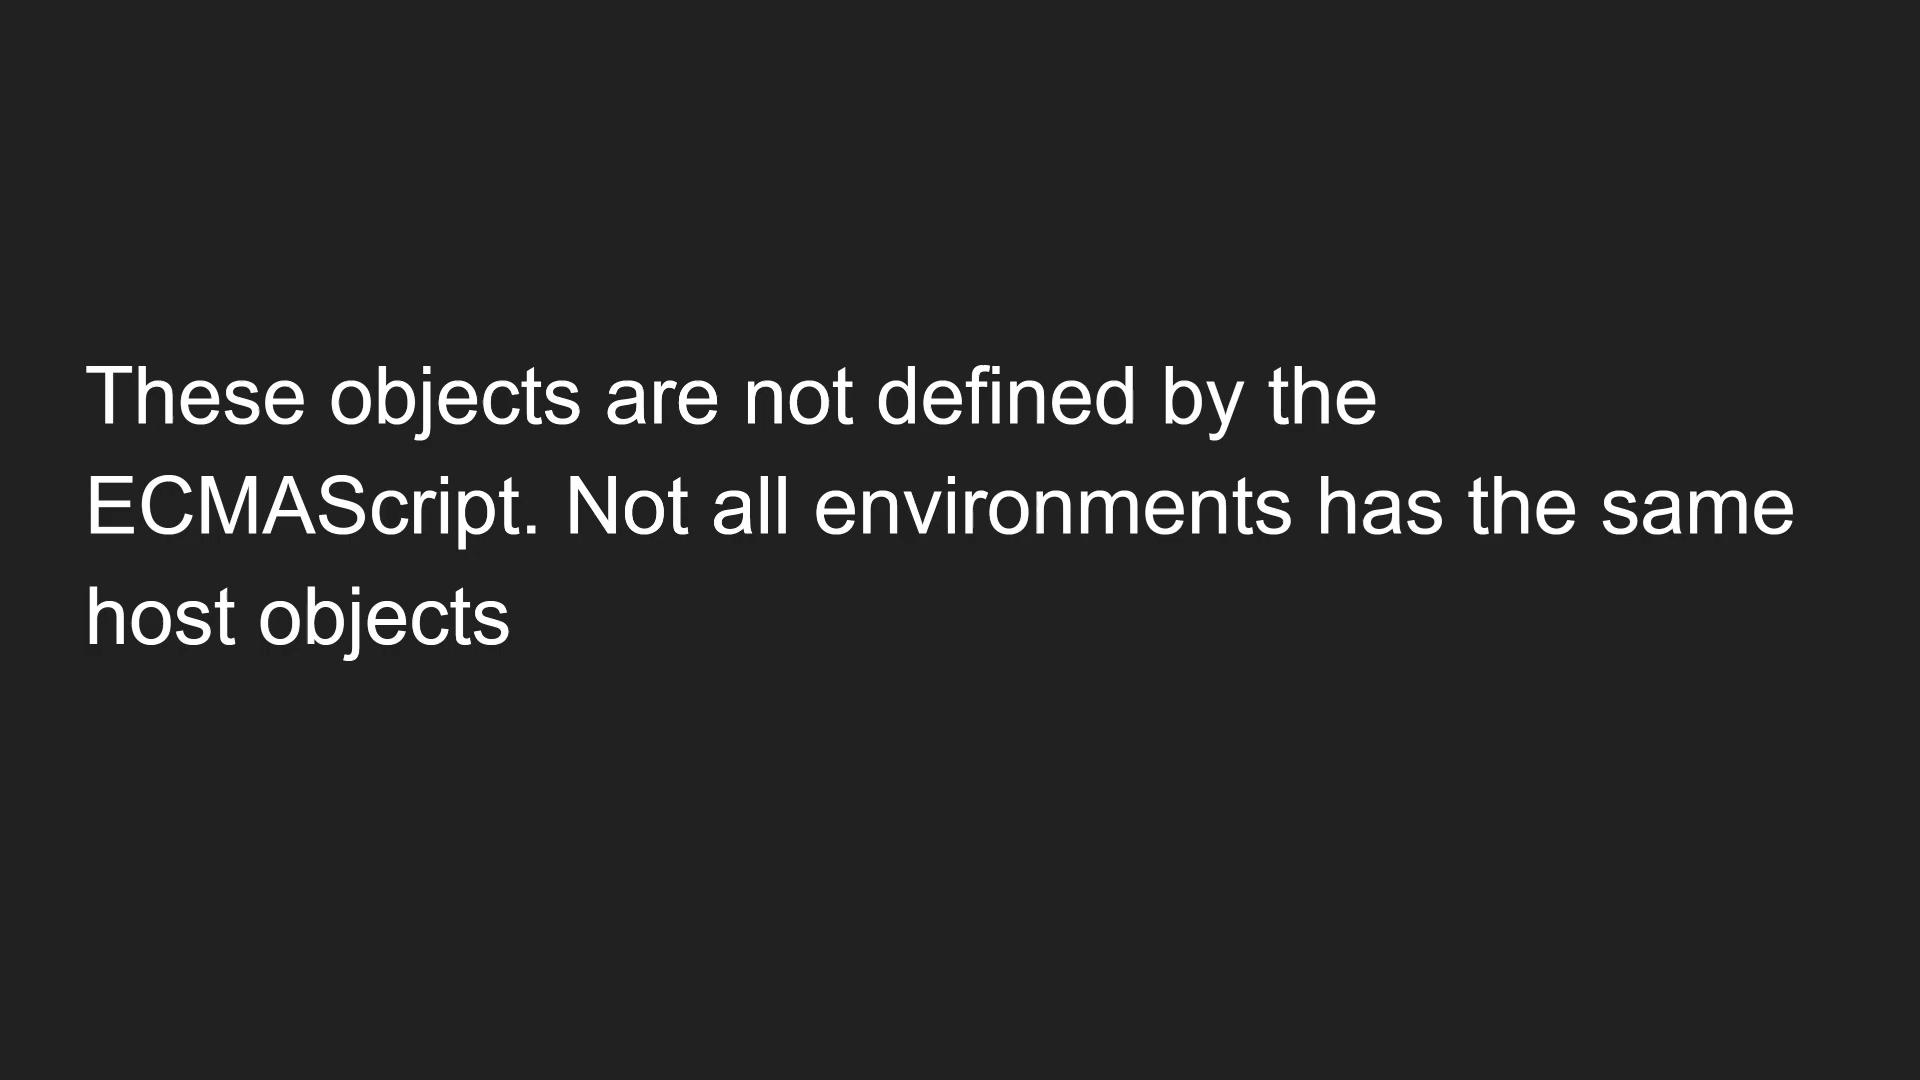 These objects are not defined by the
ECMAScript. Not all environments has the same
host objects